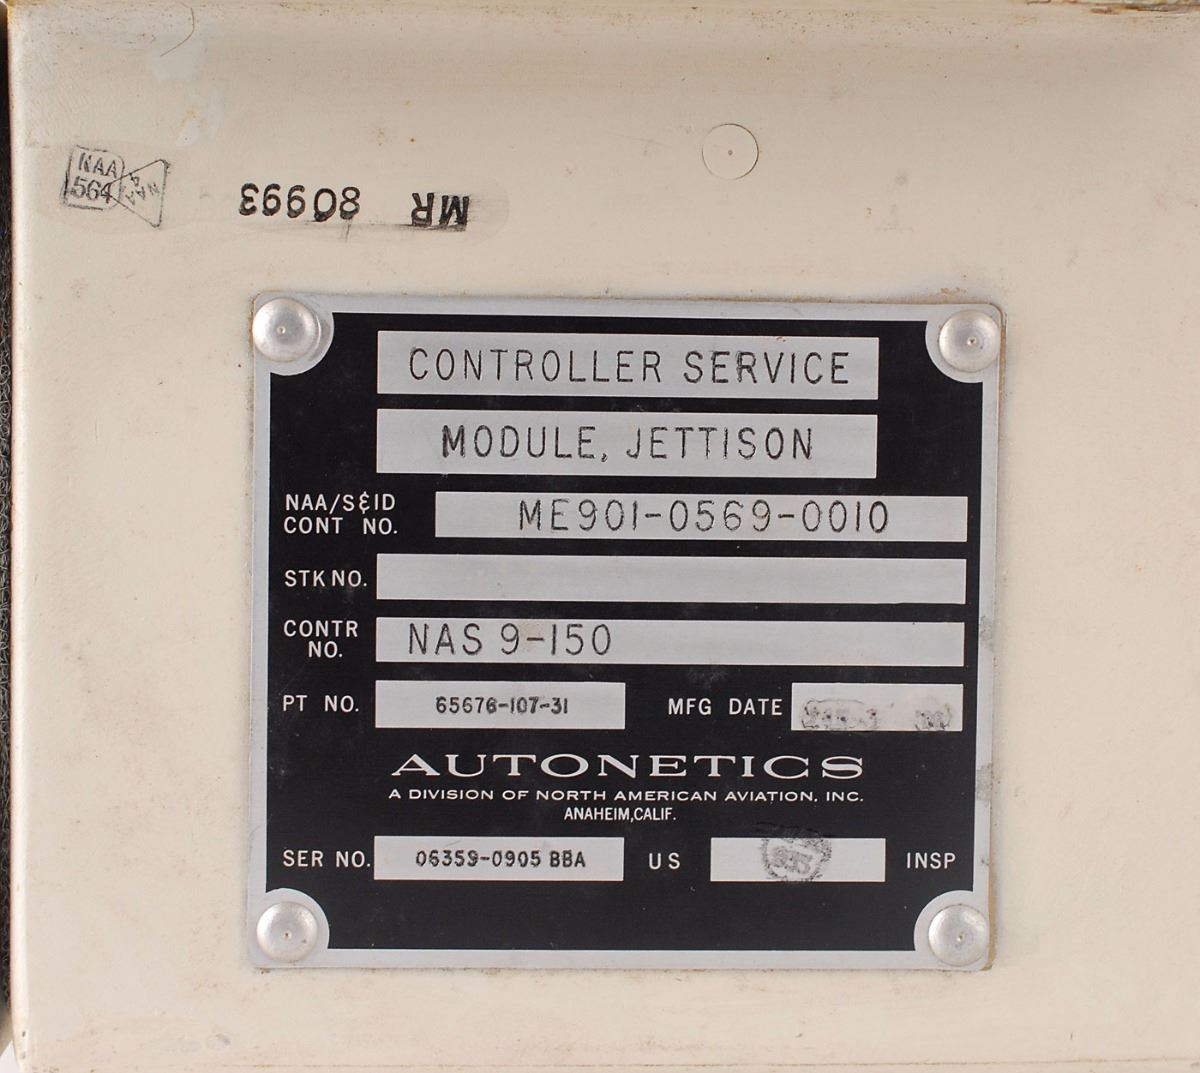 NAA
564
MR 80993
CONTROLLER SERVICE
MODULE, JETTISON
NAA/S&ID
CONT NO.
ME901-0569-0010
STK NO.
CONTR
NO.
NAS 9-150
PT NO. 65676-107-31 MFG DATE
AUTONETICS
A DIVISION OF NORTH AMERICAN AVIATION, INC.
ANAHEIM, CALIF.
SER NO. 06359-0905 BBA US INSP